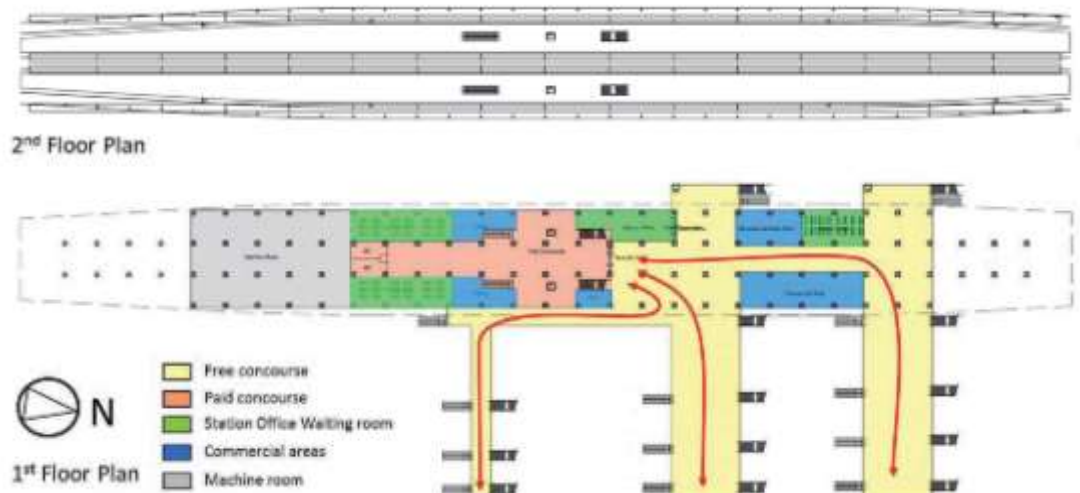 2nd Floor Plan
Free concourse
Paid concourse
Station Office Waiting room
Commercial areas
Machine room
N
1st Floor Plan